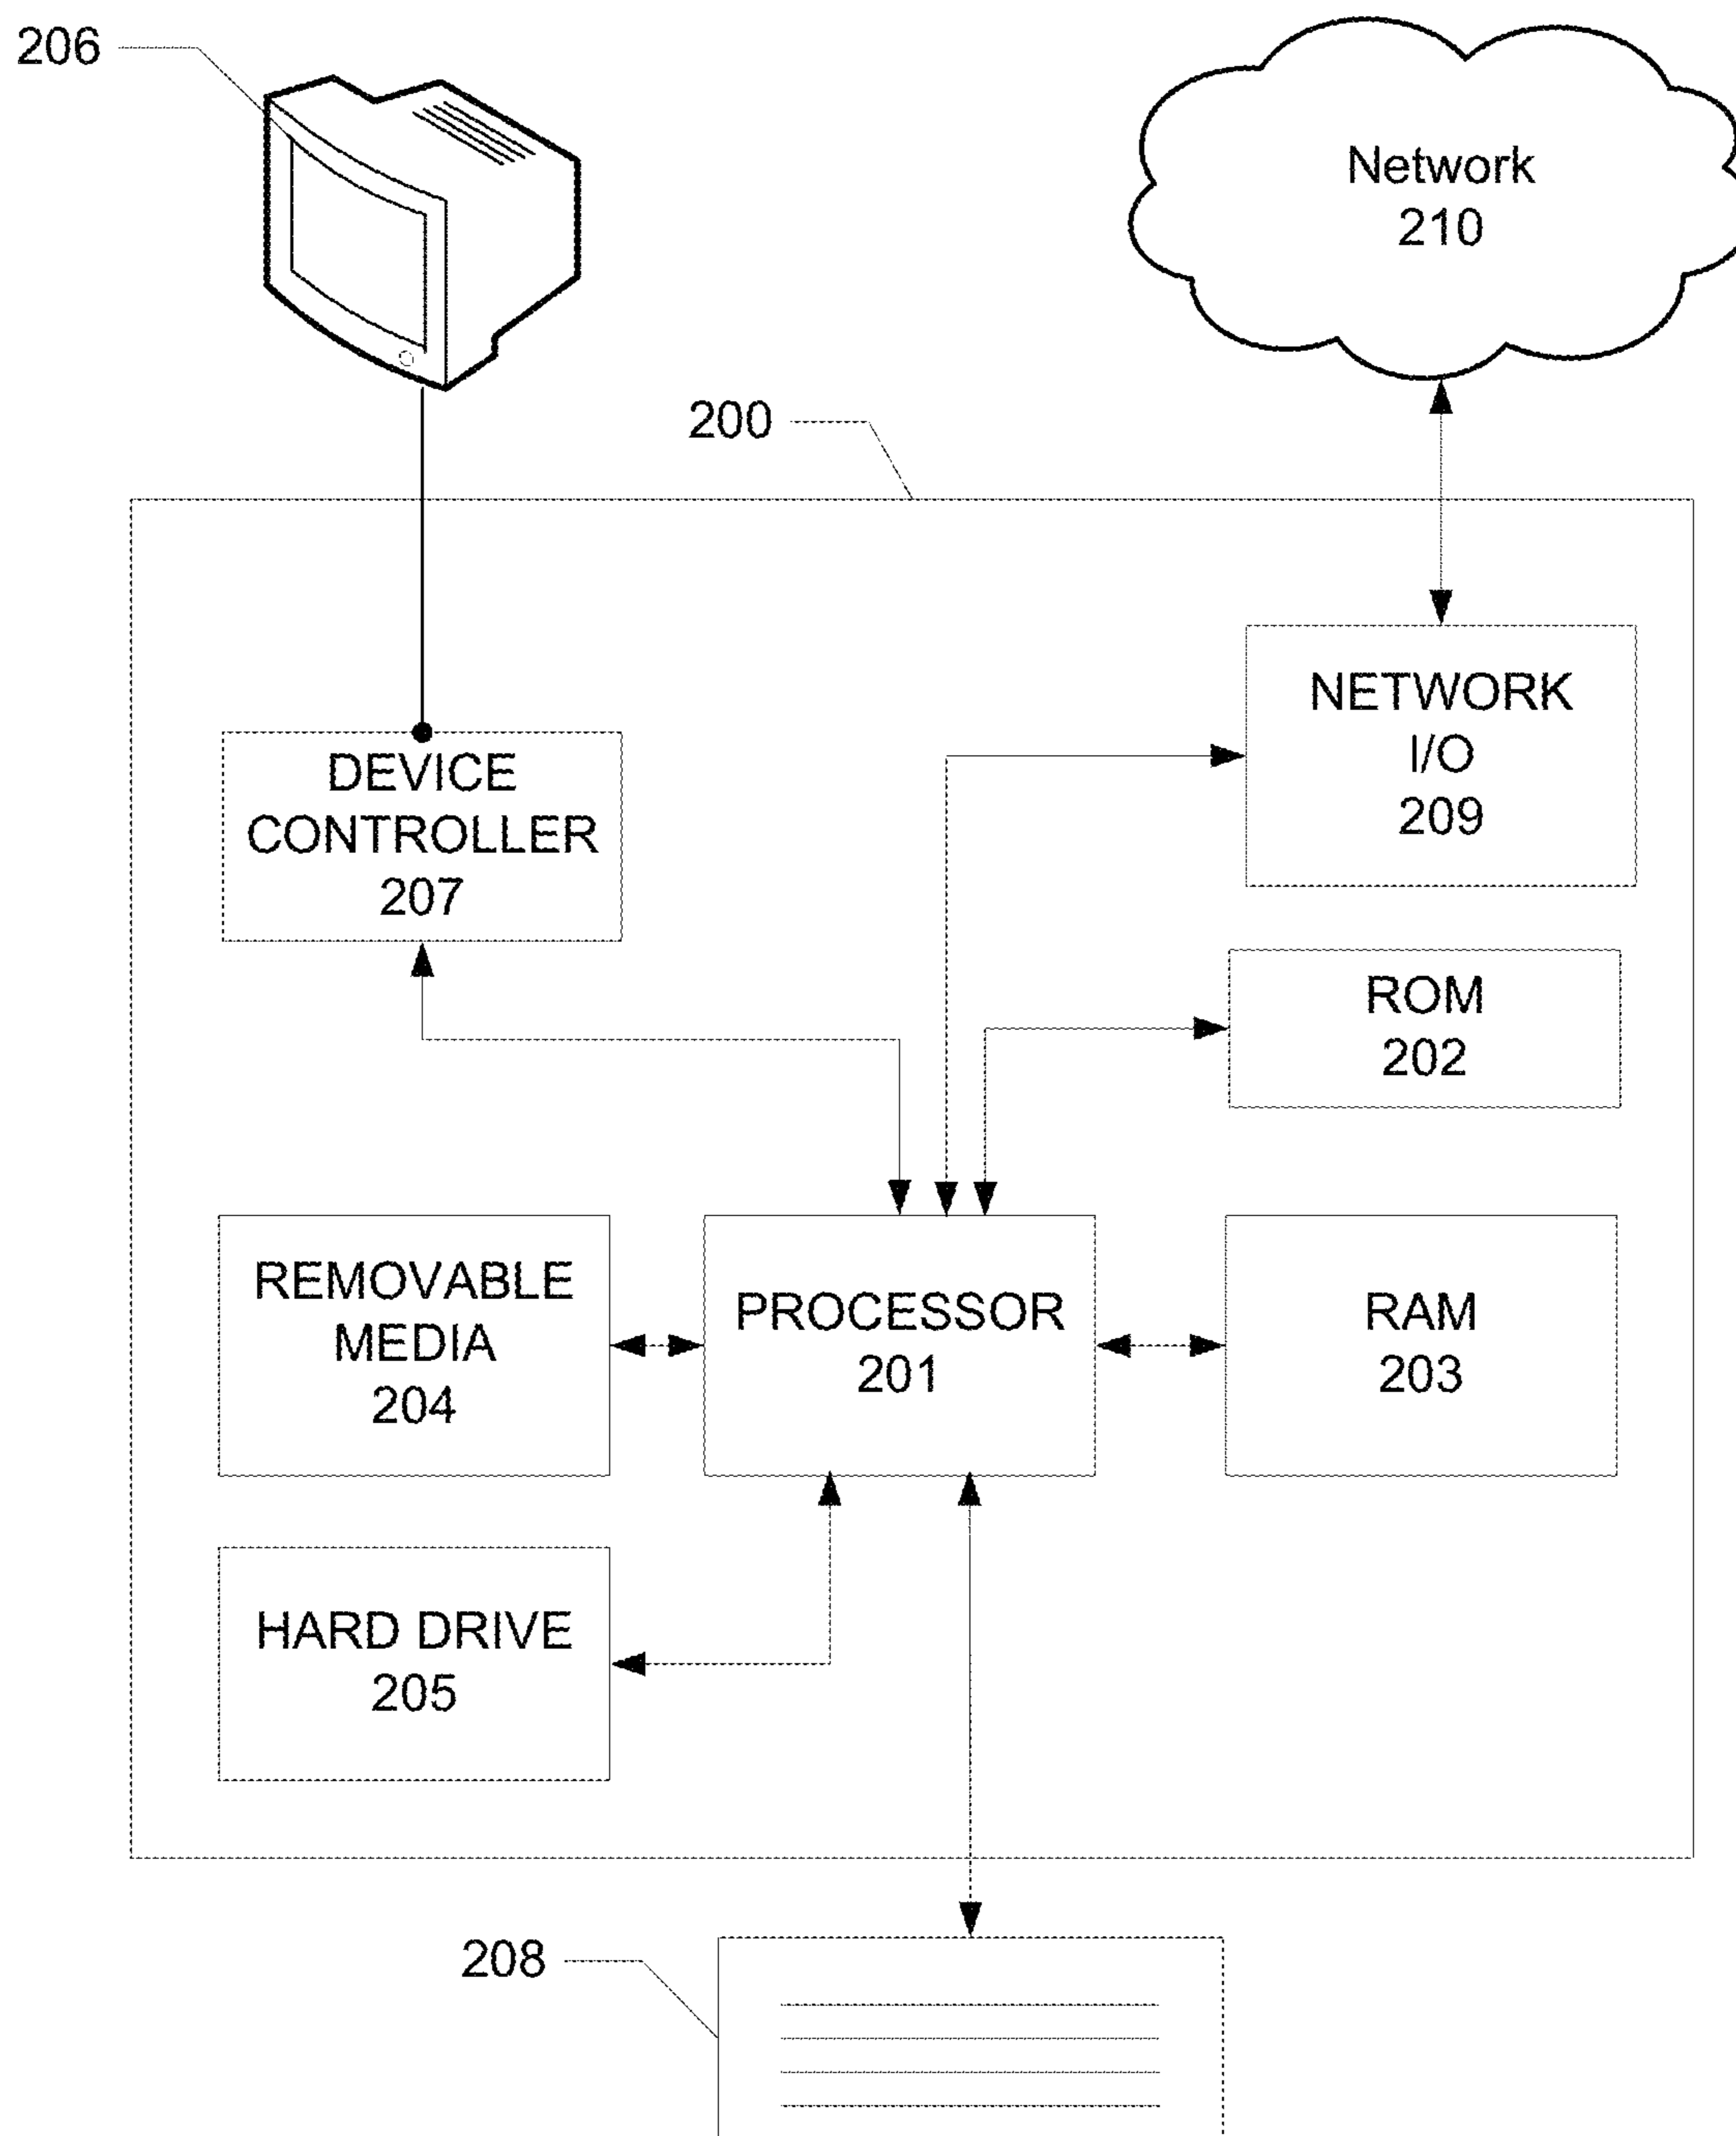 206
Network
210
200
NETWORK
I/O
209
DEVICE
CONTROLLER
207
ROM
202
REMOVABLE
MEDIA
204
PROCESSOR
201
RAM
203
HARD DRIVE
205
208